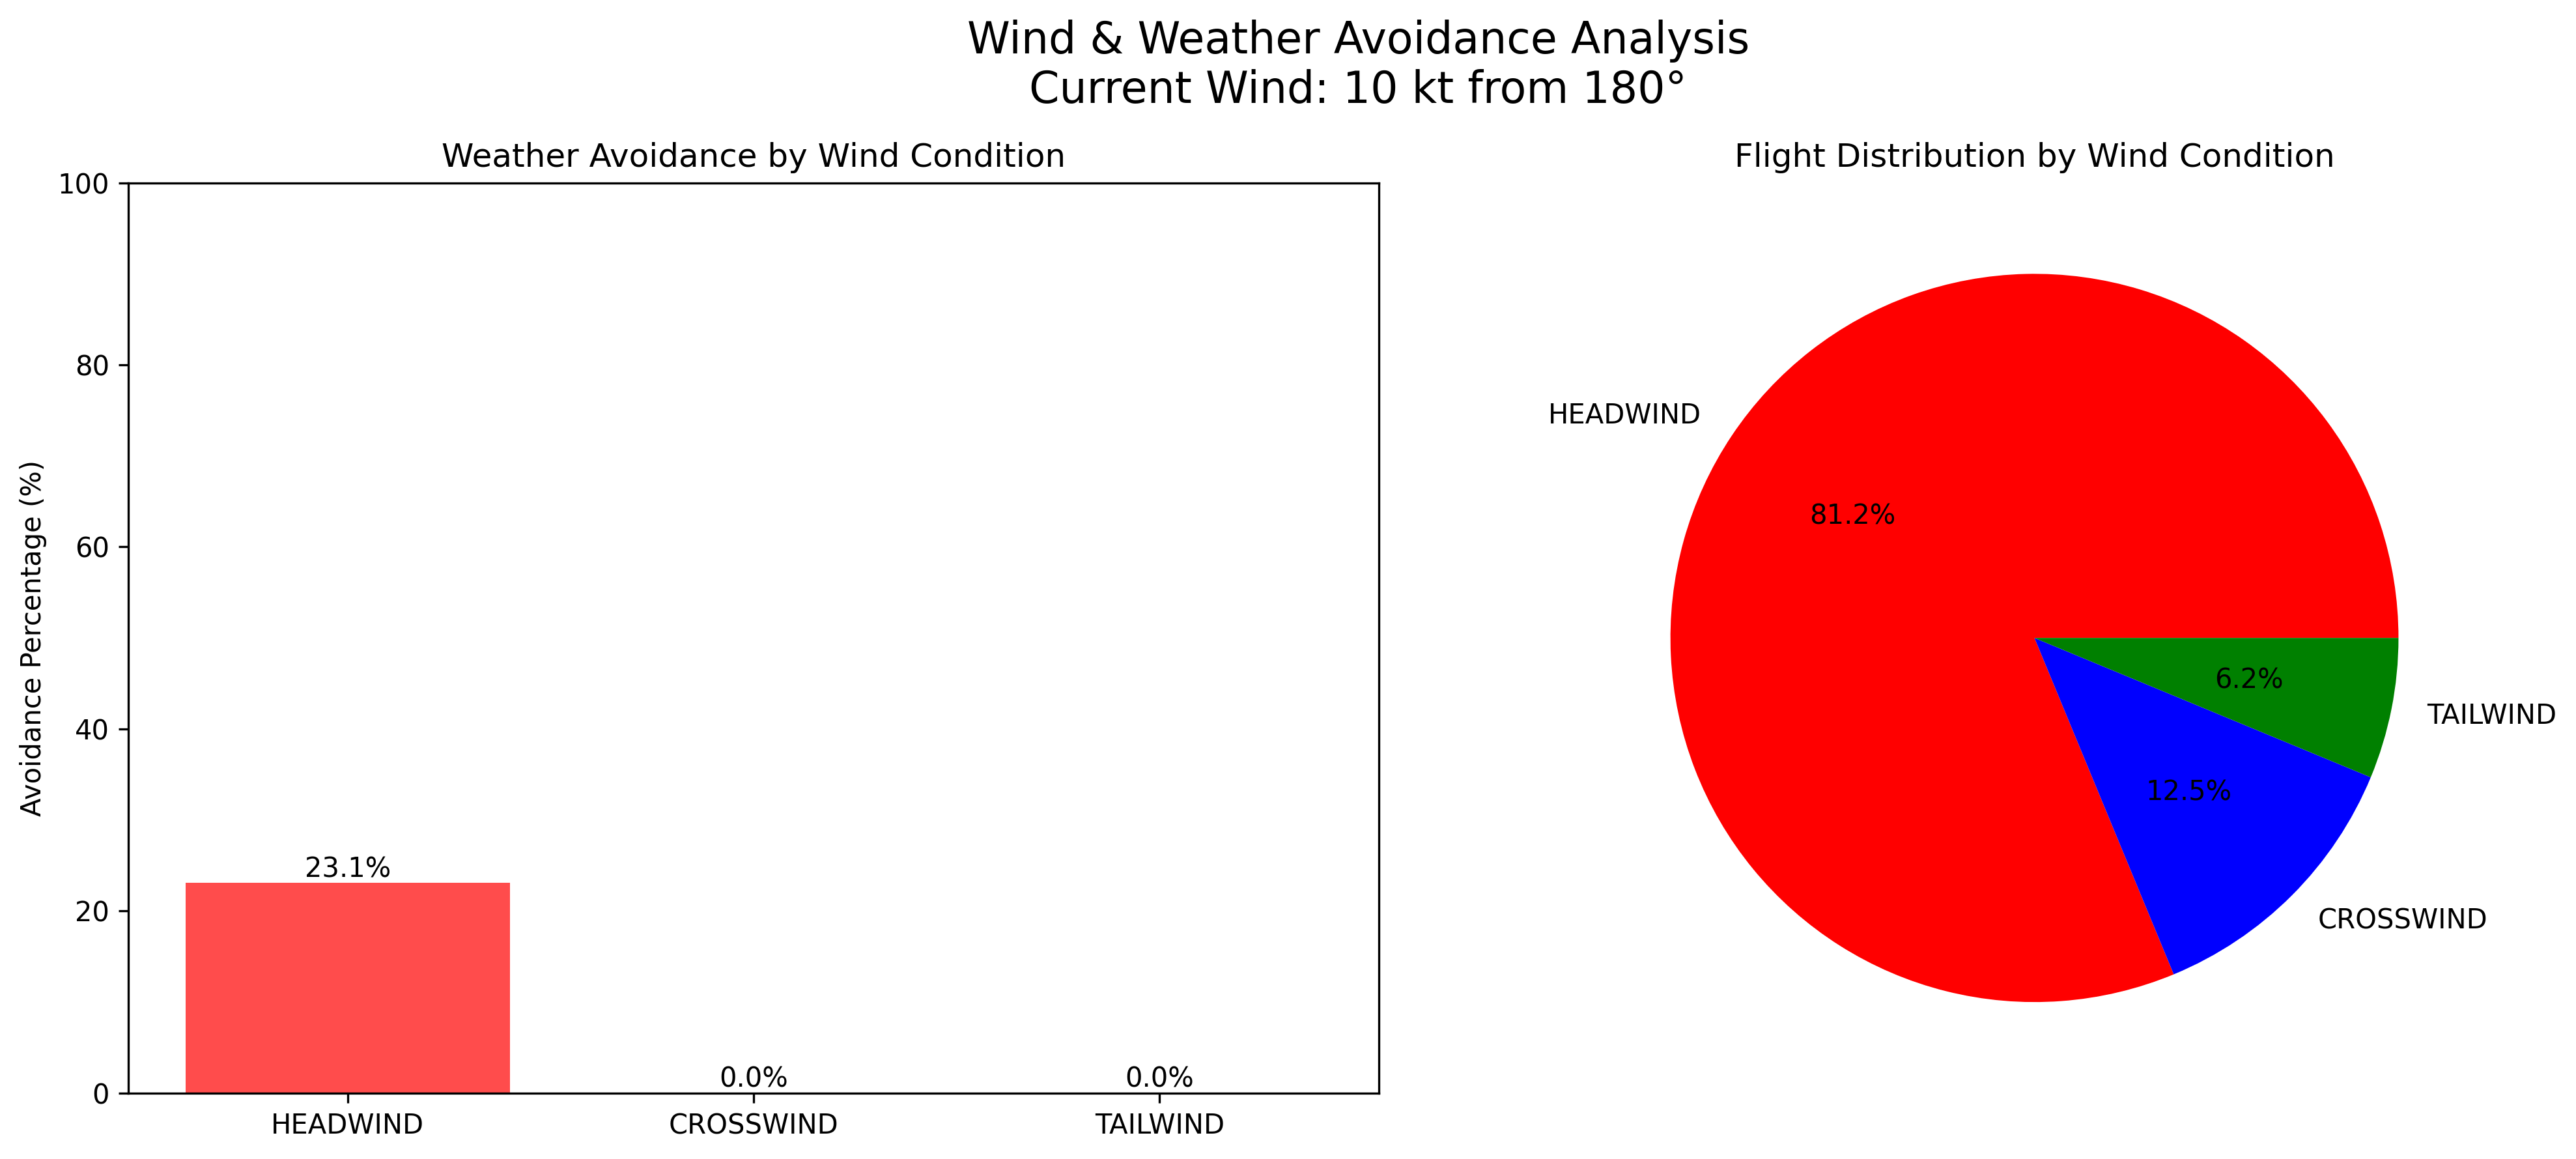 Wind & Weather Avoidance Analysis
Current Wind: 10 kt from 180°
Weather Avoidance by Wind Condition
Avoidance Percentage (%)
100
80
60
40
20
0
23.1%
0.0%
0.0%
HEADWIND
CROSSWIND
TAILWIND
Flight Distribution by Wind Condition
HEADWIND
81.2%
6.2%
TAILWIND
12.5%
CROSSWIND